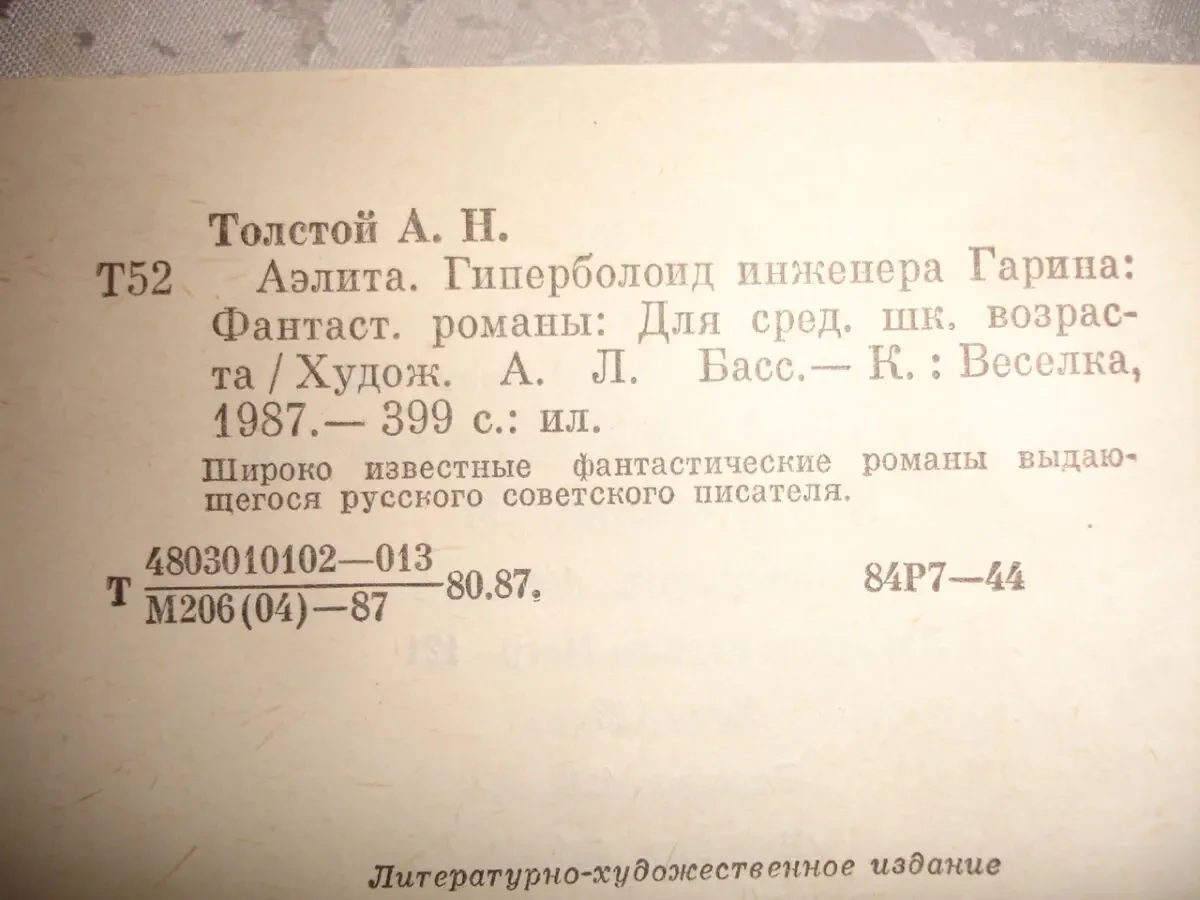 Толстой А. Н.
Т52 Аэлита. Гиперболоид инженера Гарина:
Фантаст. романы: Для сред. шк. возрас-
та / Худож. А. Л. Басс.— К. : Веселка,
1987.— 399 с.: ил.
Широко известные фантастические романы выдаю-
щегося русского советского писателя.
Т 4803010102—013
М206(04)—87 80.87. 84Р7—44
Литературно-художественное издание